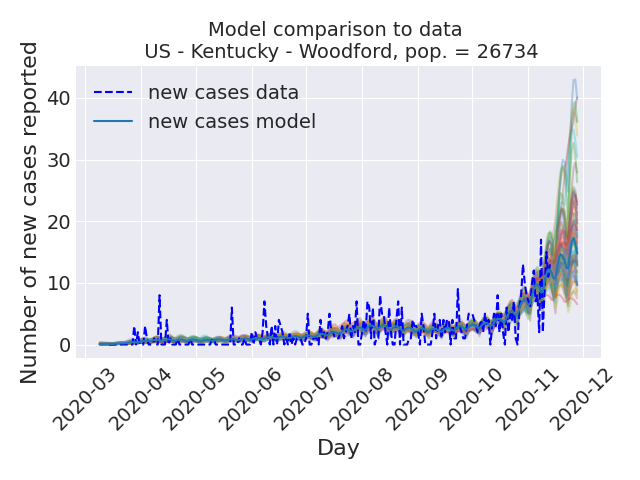 Model comparison to data
US - Kentucky - Woodford, pop. = 26734
Number of new cases reported
40
30
20
10
0
new cases data
new cases model
2020-03
2020-04
2020-05
2020-06
2020-07
2020-08
2020-09
2020-10
2020-11
2020-12
Day